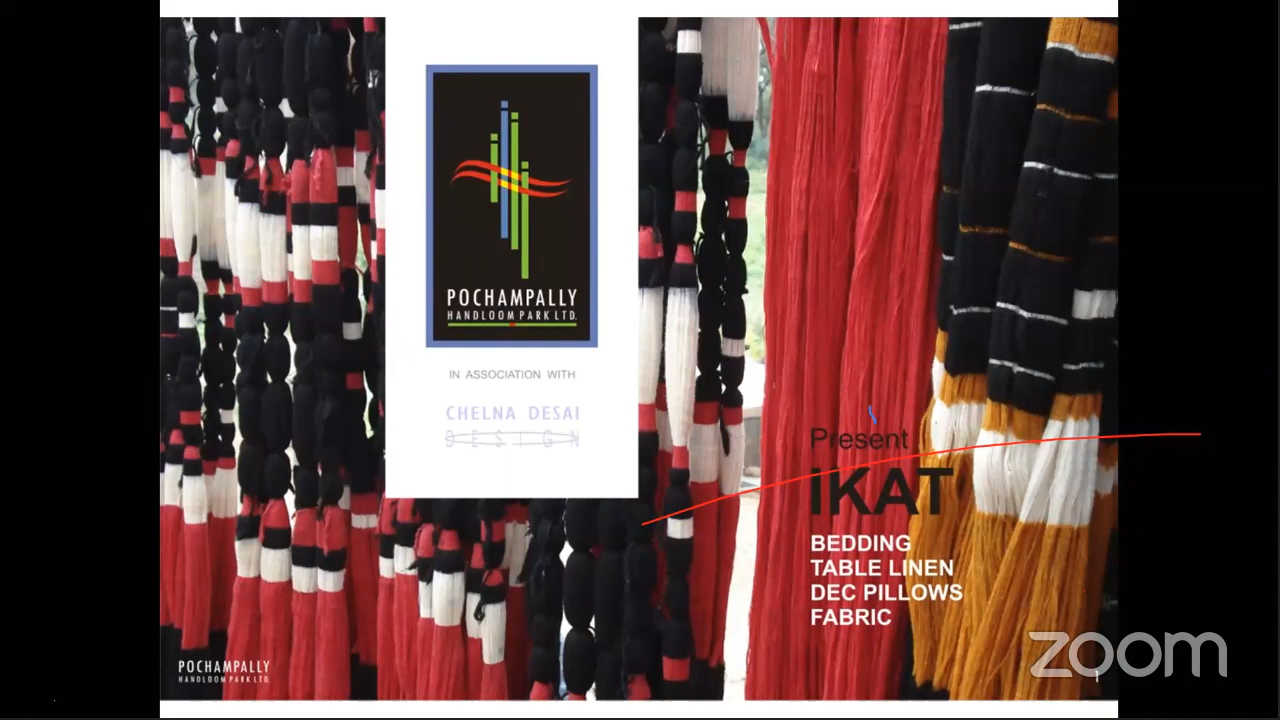 POCHAMPALLY
HANDLOOM PARK LTD.
IN ASSOCIATION WITH
CHELNA DESAI
DESIGN
Present
IKAT
BEDDING
TABLE LINEN
DEC PILLOWS
FABRIC
POCHAMPALLY
HANDLOOM PARK LTD.
zoom